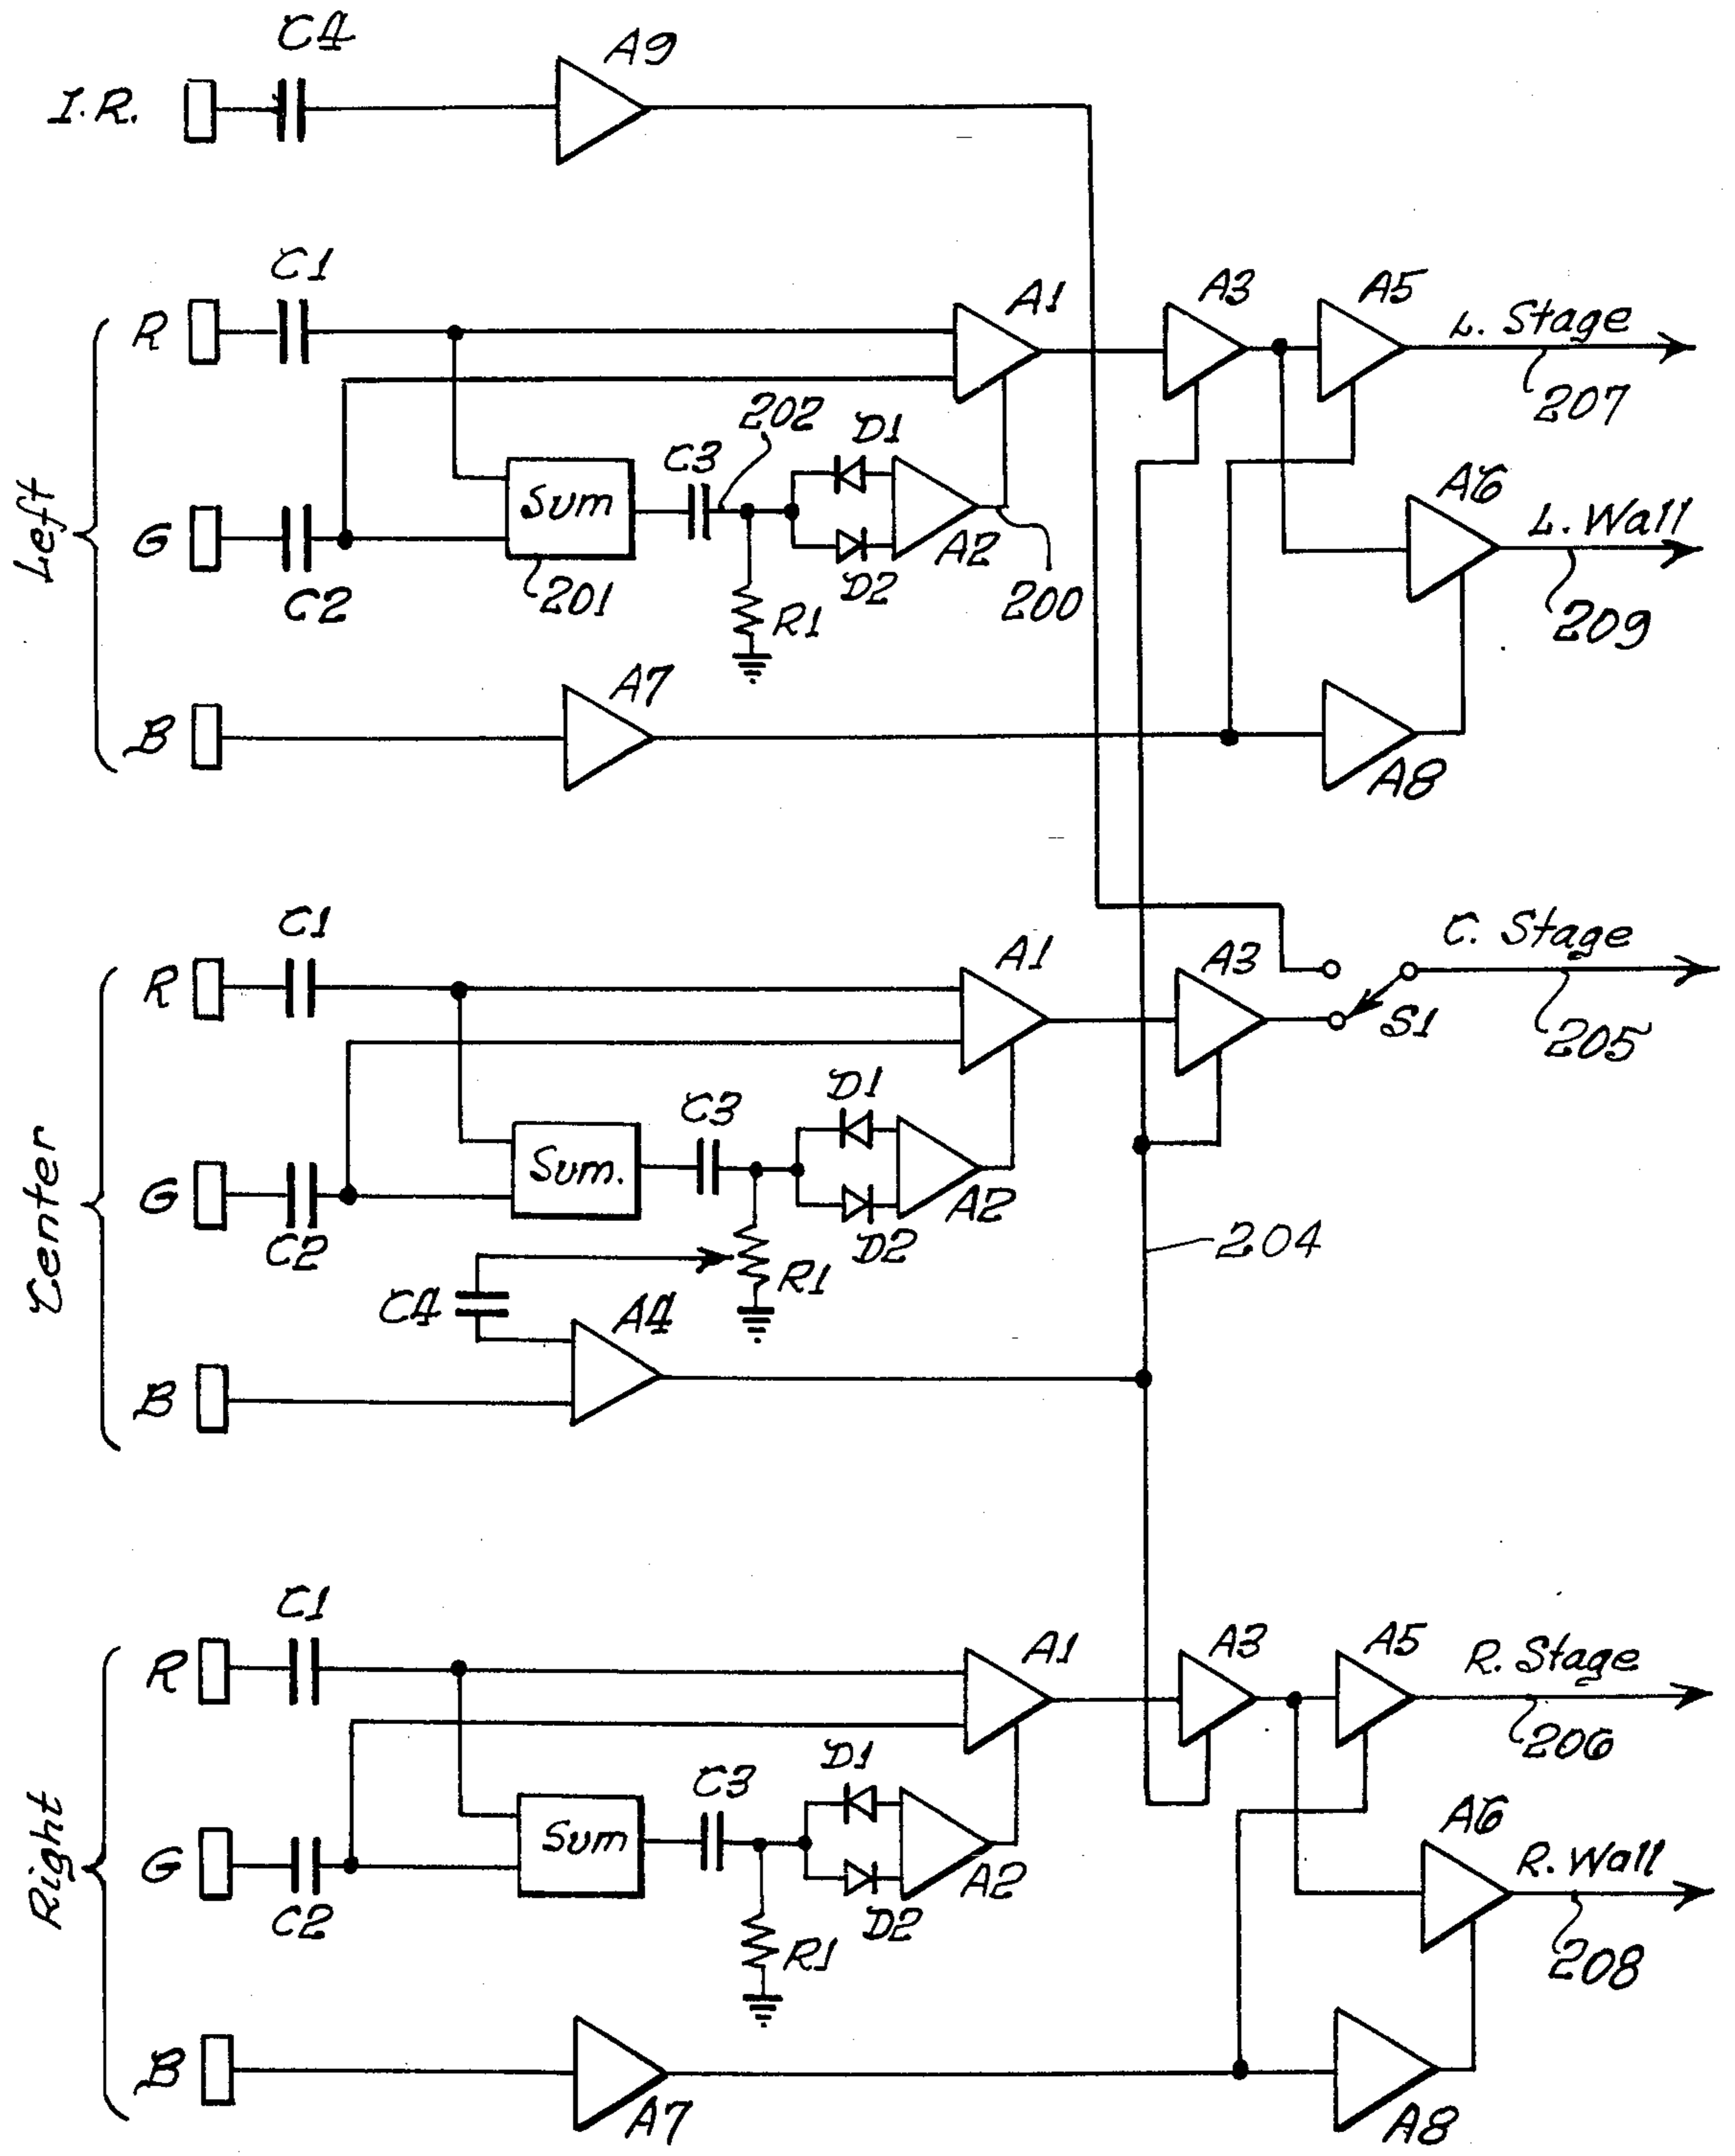 C4
A9
I.R.
C1
A1
A3
A5
L. Stage
R
207
202
D1
C3
A6
L. Wall
Left
G
Sum
A2
C2
201
D2
200
209
R1
A7
B
A8
C1
A1
A3
C. Stage
R
S1
205
D1
C3
Center
G
Sum.
A2
C2
D2
204
R1
C4
A4
B
C1
A1
A3
A5
R. Stage
R
206
D1
C3
A6
Right
G
Sum
A2
R. Wall
C2
D2
R1
208
B
A7
A8